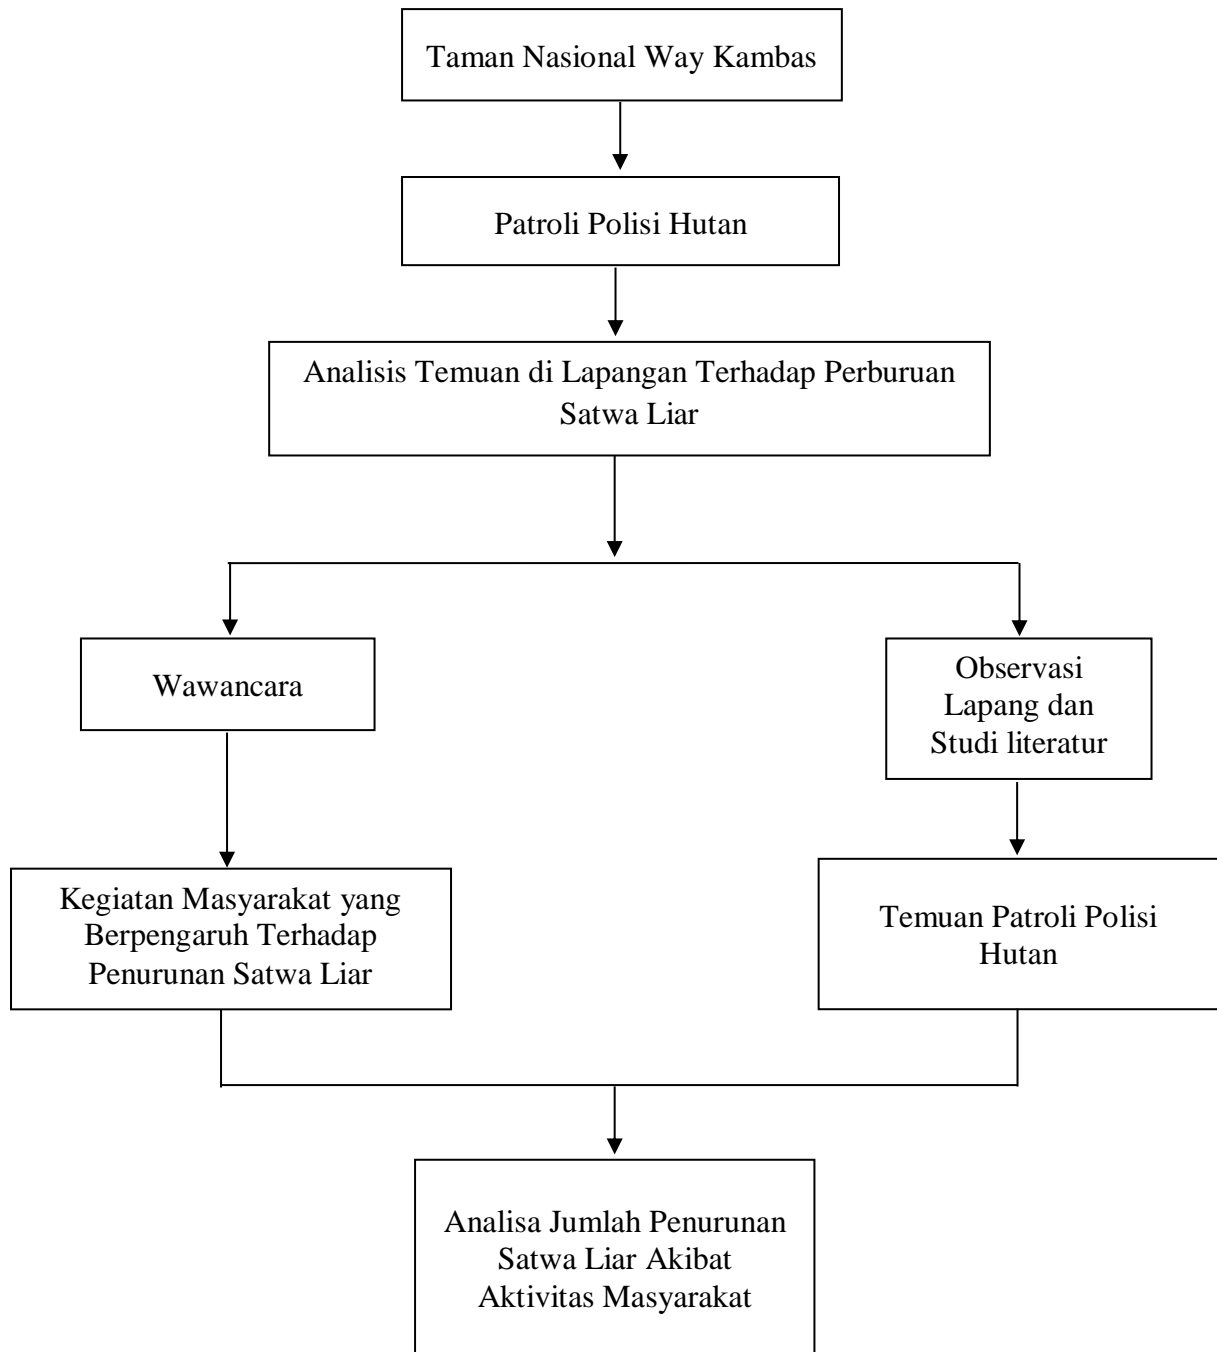 Taman Nasional Way Kambas
Patroli Polisi Hutan
Analisis Temuan di Lapangan Terhadap Perburuan
Satwa Liar
Wawancara
Observasi
Lapang dan
Studi literatur
Kegiatan Masyarakat yang
Berpengaruh Terhadap
Penurunan Satwa Liar
Temuan Patroli Polisi
Hutan
Analisa Jumlah Penurunan
Satwa Liar Akibat
Aktivitas Masyarakat